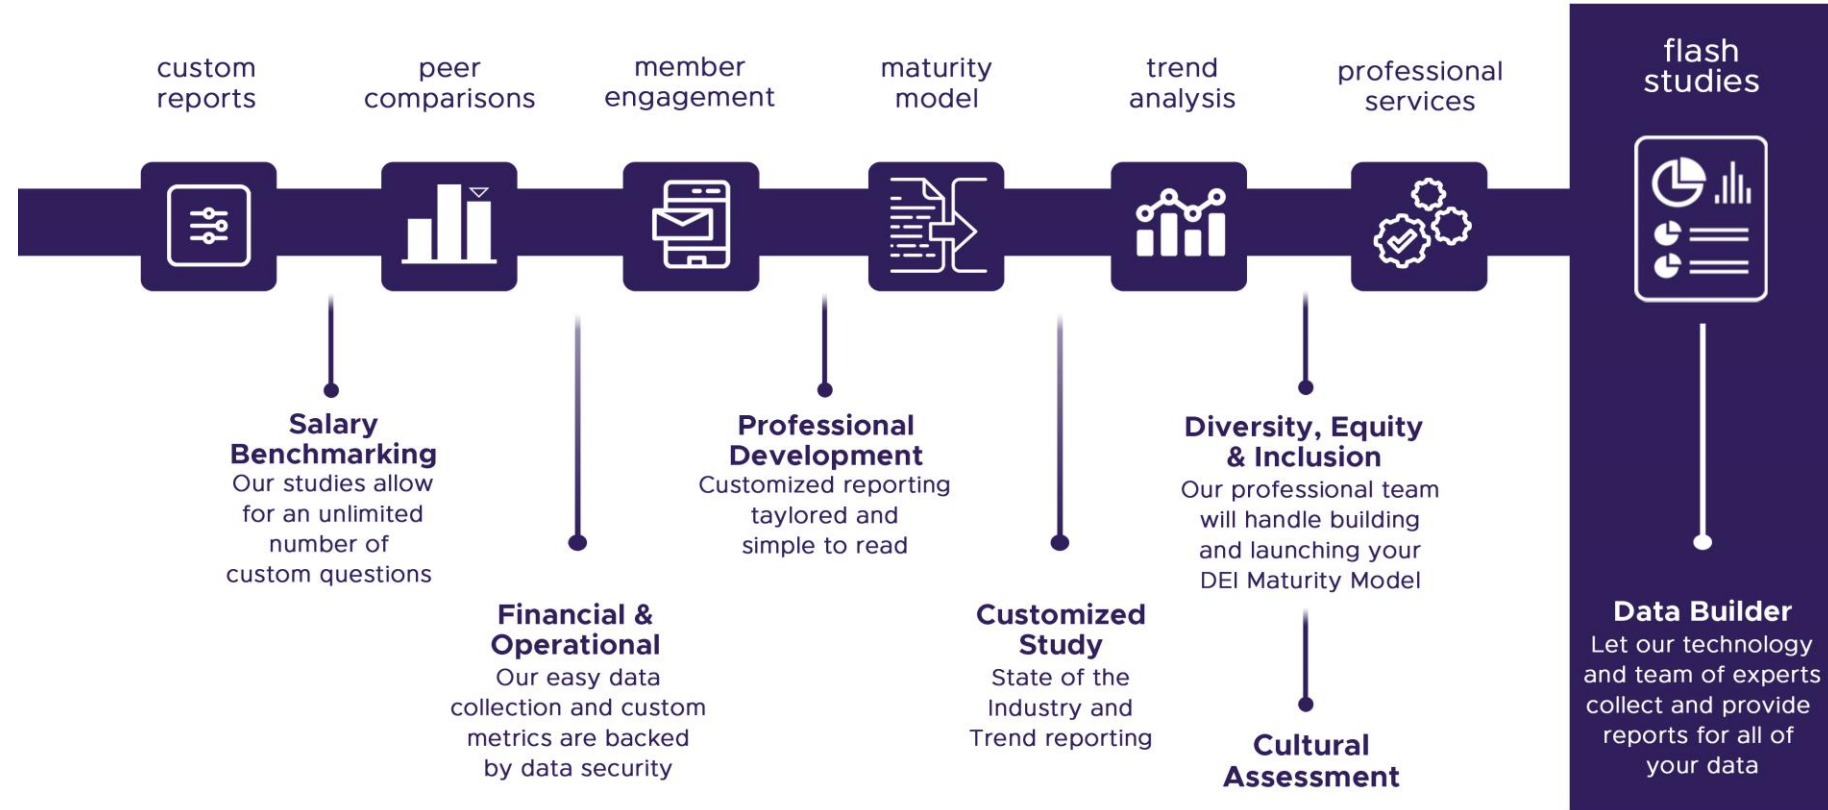 custom
reports
peer
comparisons
member
engagement
maturity
model
trend
analysis
professional
services
flash
studies
Salary
Benchmarking
Our studies allow
for an unlimited
number of
custom questions
Financial &
Operational
Our easy data
collection and custom
metrics are backed
by data security
Professional
Development
Customized reporting
taylored and
simple to read
Customized
Study
State of the
Industry and
Trend reporting
Diversity, Equity
& Inclusion
Our professional team
will handle building
and launching your
DEI Maturity Model
Cultural
Assessment
Data Builder
Let our technology
and team of experts
collect and provide
reports for all of
your data